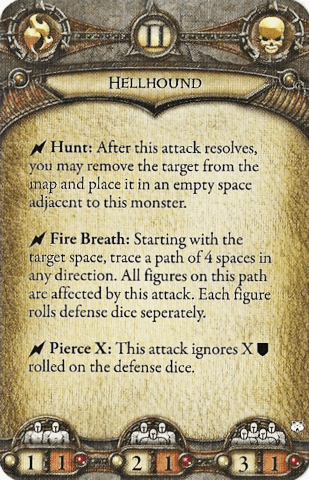 II
HELLHOUND
Hunt: After this attack resolves,
you may remove the target from the
map and place it in an empty space
adjacent to this monster.
Fire Breath: Starting with the
target space, trace a path of 4 spaces in
any direction. All figures on this path
are affected by this attack. Each figure
rolls defense dice seperately.
Pierce X: This attack ignores X
rolled on the defense dice.
1 1 2 1 3 1